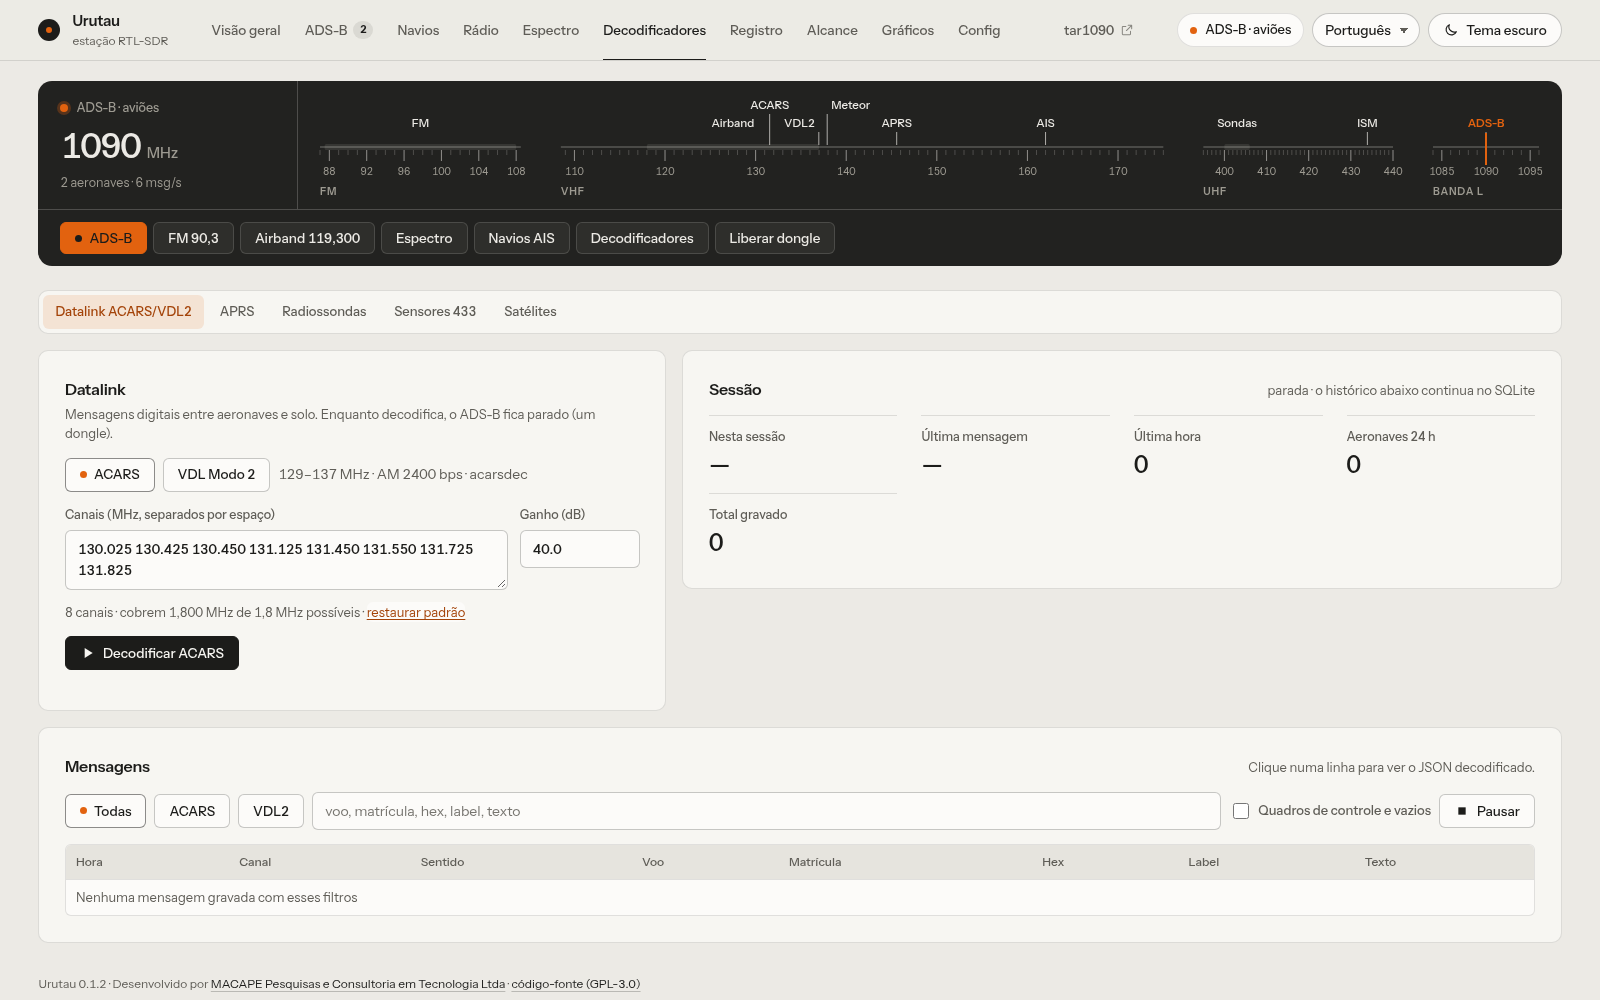 Urutau
estação RTL-SDR
Visão geral
ADS-B 2
Navios
Rádio
Espectro
Decodificadores
Registro
Alcance
Gráficos
Config
tar1090
ADS-B · aviões
Português
Tema escuro
ADS-B · aviões
1090 MHz
2 aeronaves · 6 msg/s
FM
88 92 96 100 104 108
FM
ACARS Meteor
Airband VDL2 APRS AIS
110 120 130 140 150 160 170
VHF
Sondas ISM
400 410 420 430 440
UHF
ADS-B
1085 1090 1095
BANDA L
ADS-B
FM 90,3
Airband 119,300
Espectro
Navios AIS
Decodificadores
Liberar dongle
Datalink ACARS/VDL2
APRS
Radiossondas
Sensores 433
Satélites
Datalink
Mensagens digitais entre aeronaves e solo. Enquanto decodifica, o ADS-B fica parado (um
dongle).
ACARS
VDL Modo 2
129–137 MHz · AM 2400 bps · acarsdec
Canais (MHz, separados por espaço)
Ganho (dB)
130.025 130.425 130.450 131.125 131.450 131.550 131.725
131.825
40.0
8 canais · cobrem 1,800 MHz de 1,8 MHz possíveis · restaurar padrão
Decodificar ACARS
Sessão
parada · o histórico abaixo continua no SQLite
Nesta sessão
—
Última mensagem
—
Última hora
0
Aeronaves 24 h
0
Total gravado
0
Mensagens
Clique numa linha para ver o JSON decodificado.
Todas
ACARS
VDL2
voo, matrícula, hex, label, texto
Quadros de controle e vazios
Pausar
Hora Canal Sentido Voo Matrícula Hex Label Texto
Nenhuma mensagem gravada com esses filtros
Urutau 0.1.2 · Desenvolvido por MACAPE Pesquisas e Consultoria em Tecnologia Ltda · código-fonte (GPL-3.0)